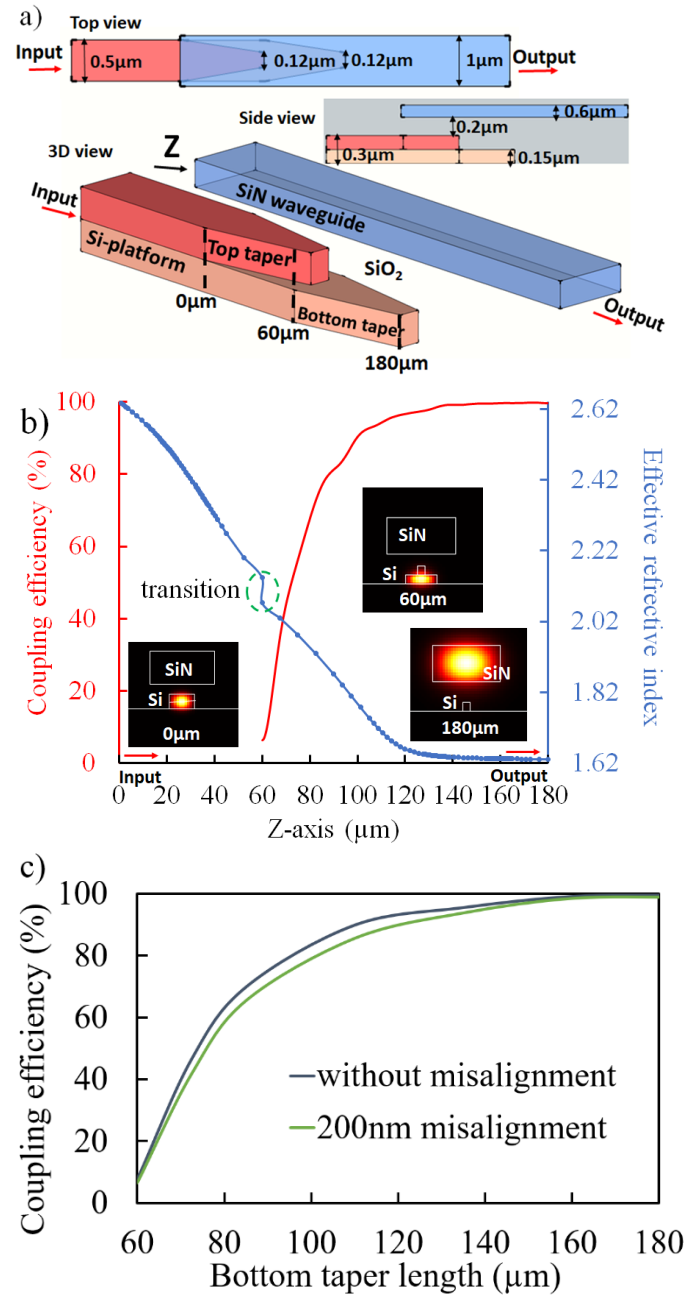 a)
Top view
Input
0.5µm
0.12µm
0.12µm
1µm
Output
Side view
0.6µm
0.2µm
0.3µm
0.15µm
3D view
Z
Input
SiN waveguide
Si-platform
Top taper
SiO2
0µm
60µm
Bottom taper
180µm
Output
b)
Coupling efficiency (%)
100
80
60
40
20
0
2.62
2.42
2.22
2.02
1.82
1.62
Effective refrective index
transition
SiN
Si
60µm
SiN
Si
0µm
SiN
Si
180µm
Input
Output
0 20 40 60 80 100 120 140 160 180
Z-axis (µm)
c)
Coupling efficiency (%)
100
80
60
40
20
0
without misalignment
200nm misalignment
60 80 100 120 140 160 180
Bottom taper length (µm)